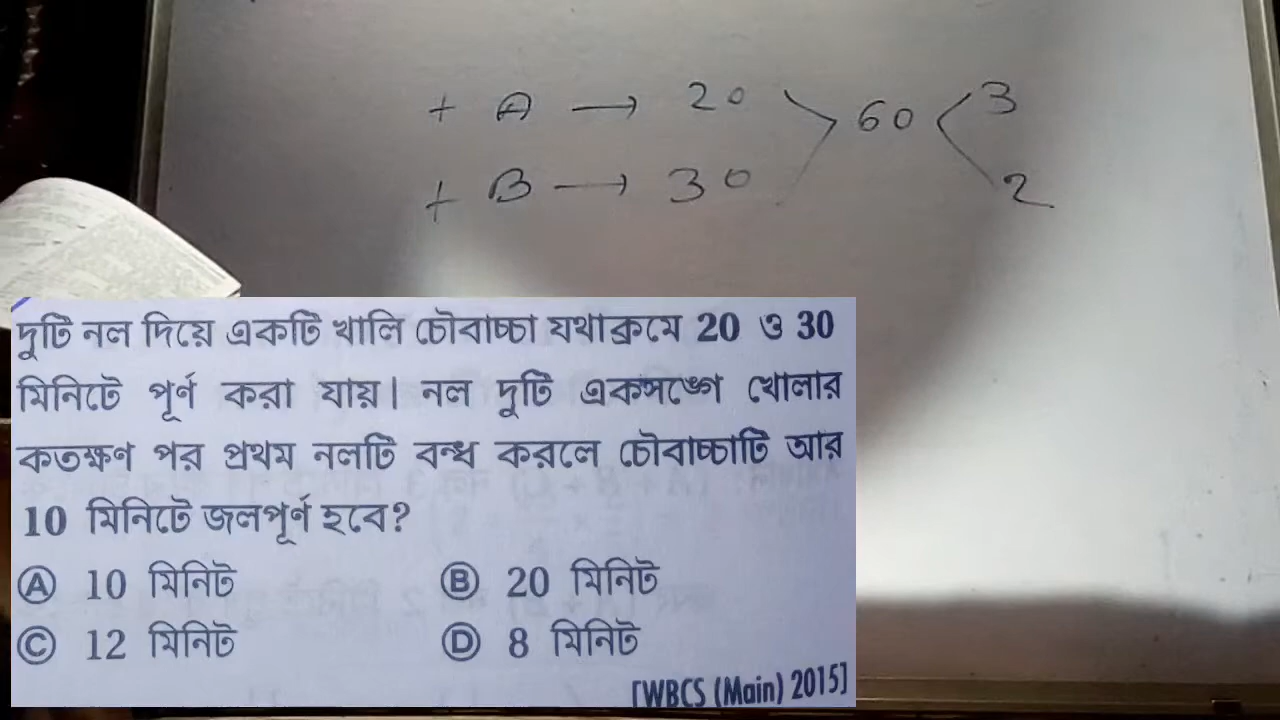 + A → 20 > 60 < 3
+ B → 30 2
দুটি নল দিয়ে একটি খালি চৌবাচ্চা যথাক্রমে 20 ও 30
মিনিটে পূর্ণ করা যায়। নল দুটি একসঙ্গে খোলার
কতক্ষণ পর প্রথম নলটি বন্ধ করলে চৌবাচ্চাটি আর
10 মিনিটে জলপূর্ণ হবে?
Ⓐ 10 মিনিট Ⓑ 20 মিনিট
Ⓒ 12 মিনিট Ⓓ 8 মিনিট
[WBCS (Main) 2015]